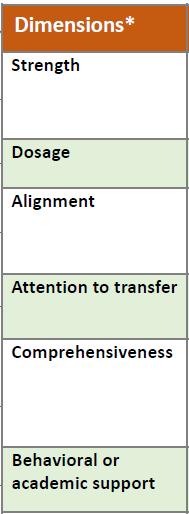 Dimensions*
Strength
Dosage
Alignment
Attention to transfer
Comprehensiveness
Behavioral or
academic support